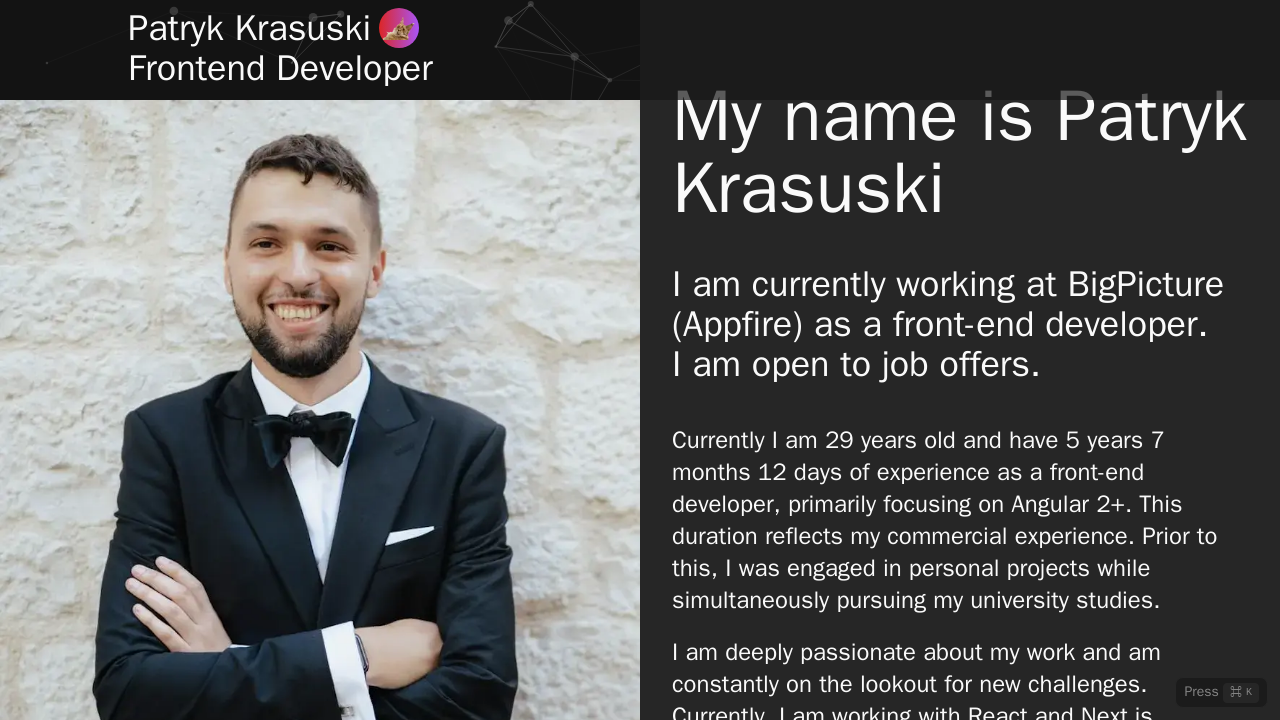 Patryk Krasuski
Frontend Developer
My name is Patryk
Krasuski
I am currently working at BigPicture
(Appfire) as a front-end developer.
I am open to job offers.
Currently I am 29 years old and have 5 years 7
months 12 days of experience as a front-end
developer, primarily focusing on Angular 2+. This
duration reflects my commercial experience. Prior to
this, I was engaged in personal projects while
simultaneously pursuing my university studies.
I am deeply passionate about my work and am
constantly on the lookout for new challenges.
Currently, I am working with React and Next is
Press ⌘ K